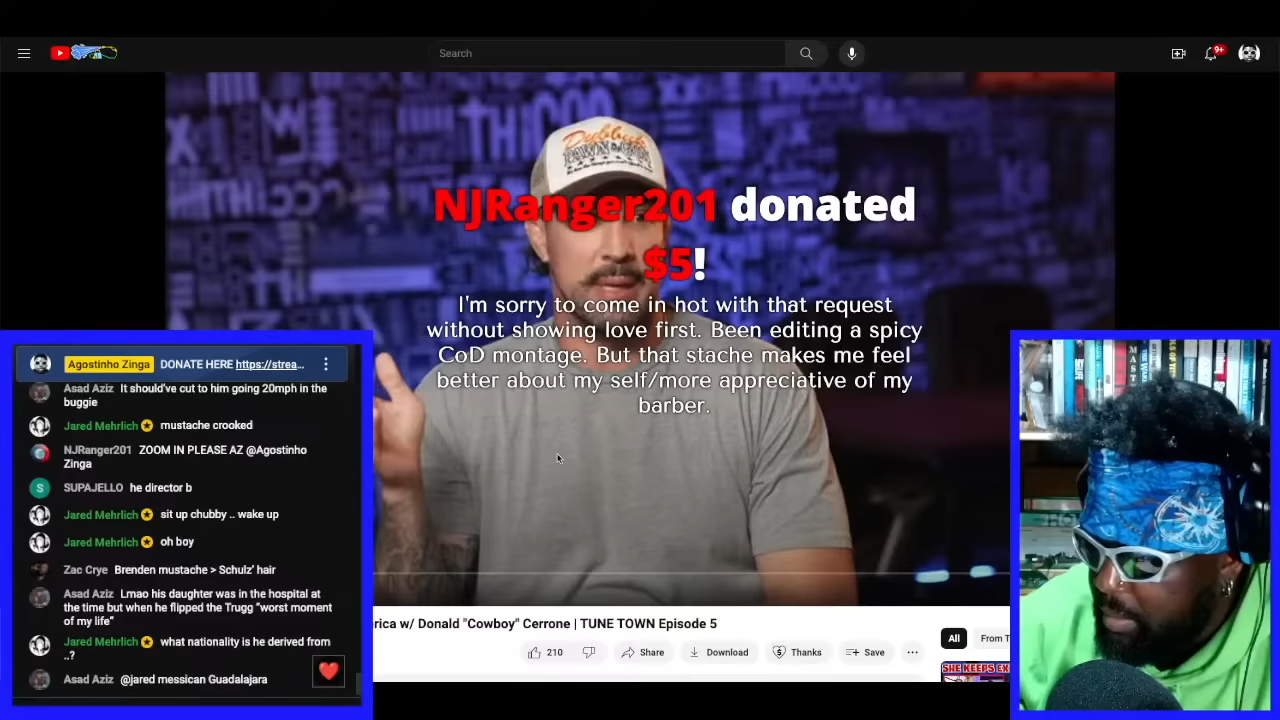 Search
9+
Dubbuk
PAWN
NJRanger201 donated
$5!
I'm sorry to come in hot with that request
without showing love first. Been editing a spicy
CoD montage. But that stache makes me feel
better about my self/more appreciative of my
barber.
Agostinho Zinga DONATE HERE https://strea...
Asad Aziz It should've cut to him going 20mph in the
buggie
Jared Mehrlich mustache crooked
NJRanger201 ZOOM IN PLEASE AZ @Agostinho
Zinga
S SUPAJELLO he director b
Jared Mehrlich sit up chubby .. wake up
Jared Mehrlich oh boy
Zac Crye Brenden mustache > Schulz' hair
Asad Aziz Lmao his daughter was in the hospital at
the time but when he flipped the Trugg "worst moment
of my life"
Jared Mehrlich what nationality is he derived from
..?
Asad Aziz @jared messican Guadalajara
rica w/ Donald "Cowboy" Cerrone | TUNE TOWN Episode 5
210 Share Download Thanks Save
All From T
SHE KEEPS EX